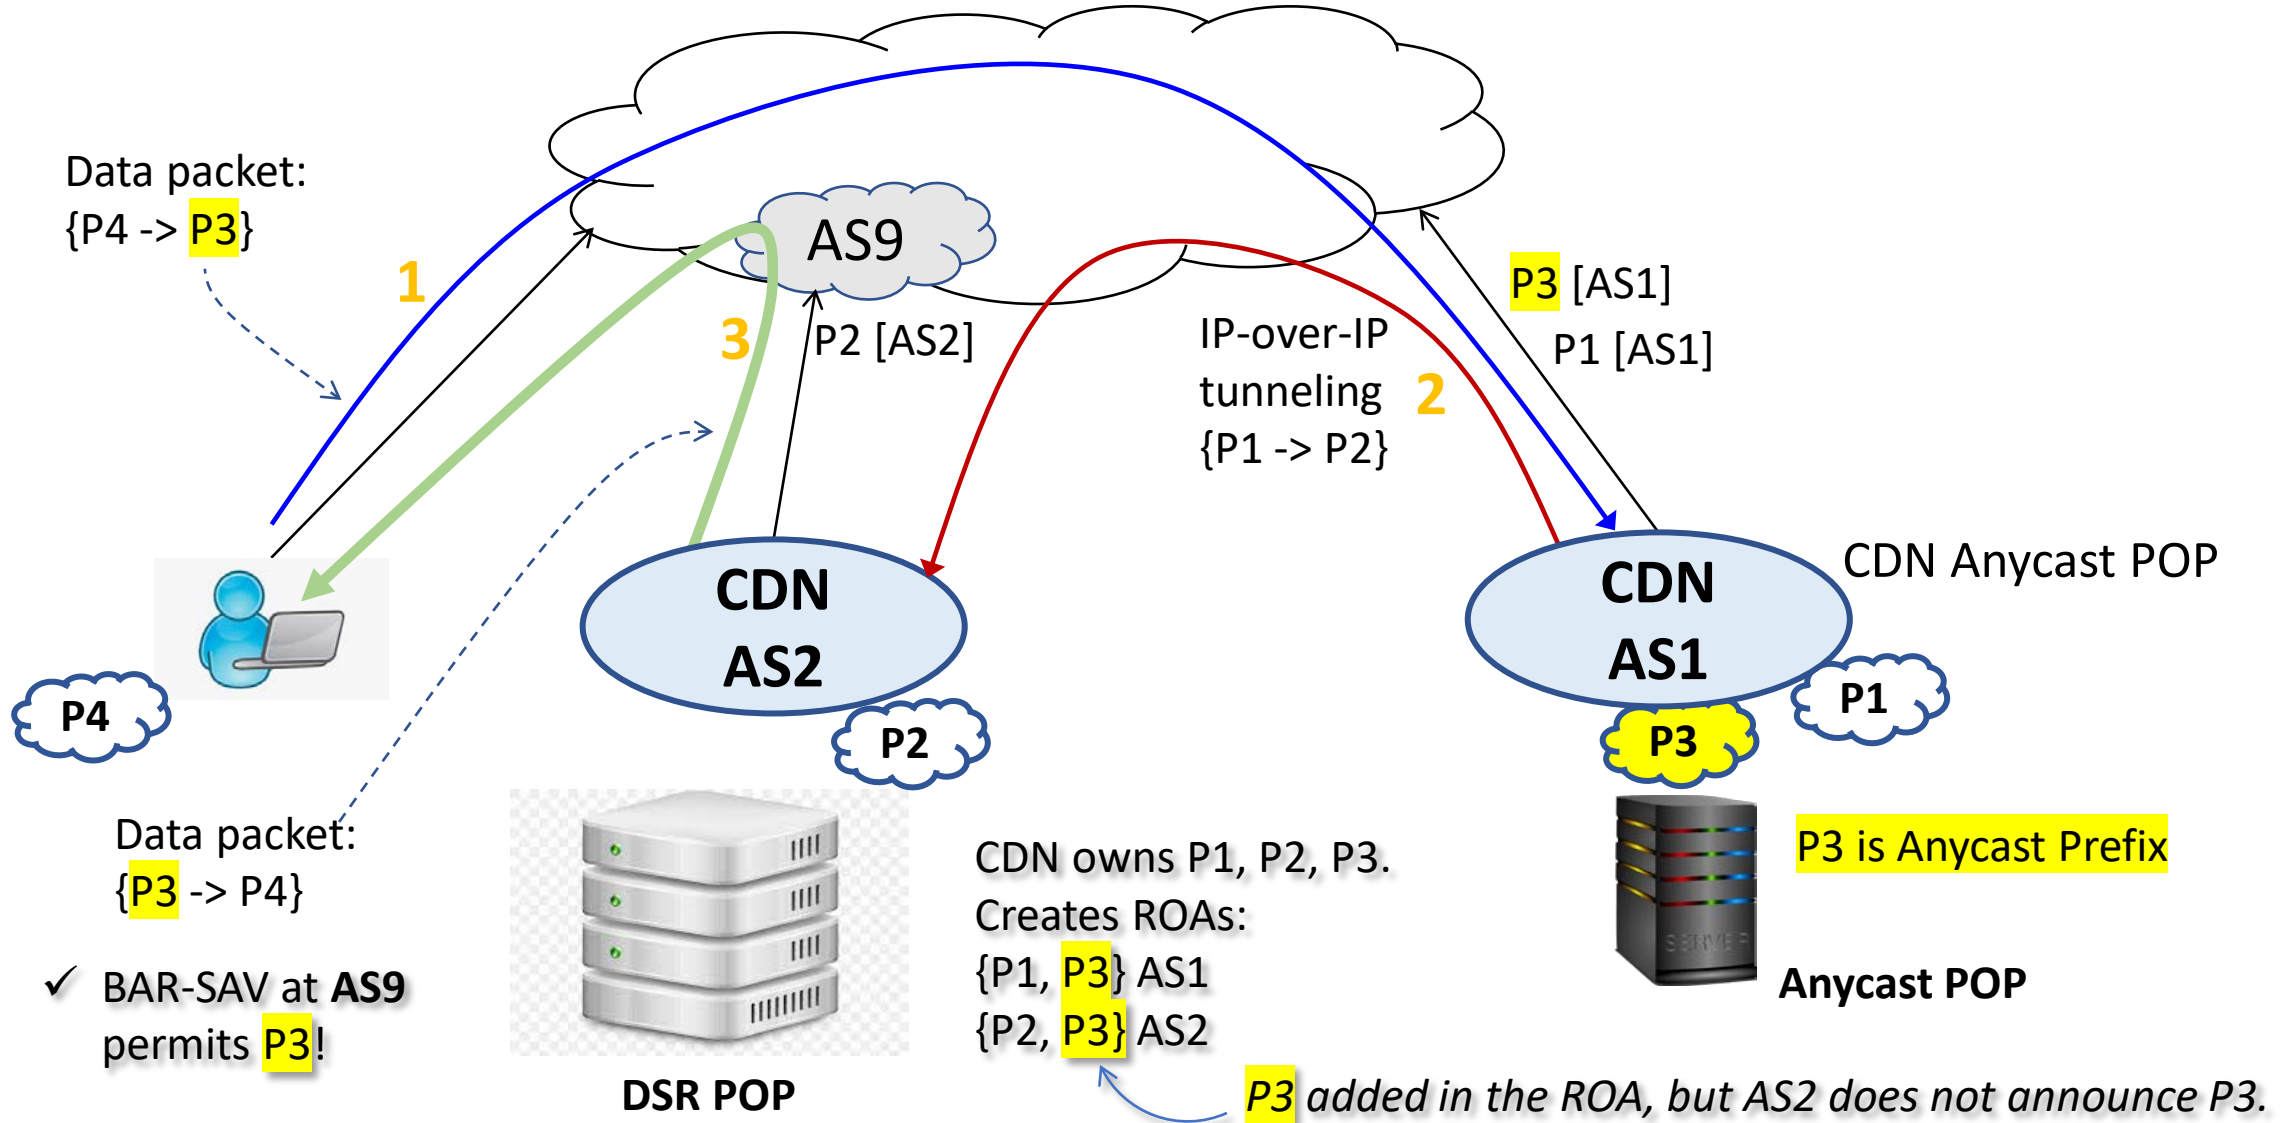 Data packet:
{P4 -> P3}
1
AS9
3
P2 [AS2]
IP-over-IP
tunneling
{P1 -> P2}
2
P3 [AS1]
P1 [AS1]
CDN
AS2
CDN
AS1
CDN Anycast POP
P4
P2
P3
P1
Data packet:
{P3 -> P4}
✓ BAR-SAV at AS9
permits P3!
DSR POP
CDN owns P1, P2, P3.
Creates ROAs:
{P1, P3} AS1
{P2, P3} AS2
P3 is Anycast Prefix
Anycast POP
P3 added in the ROA, but AS2 does not announce P3.